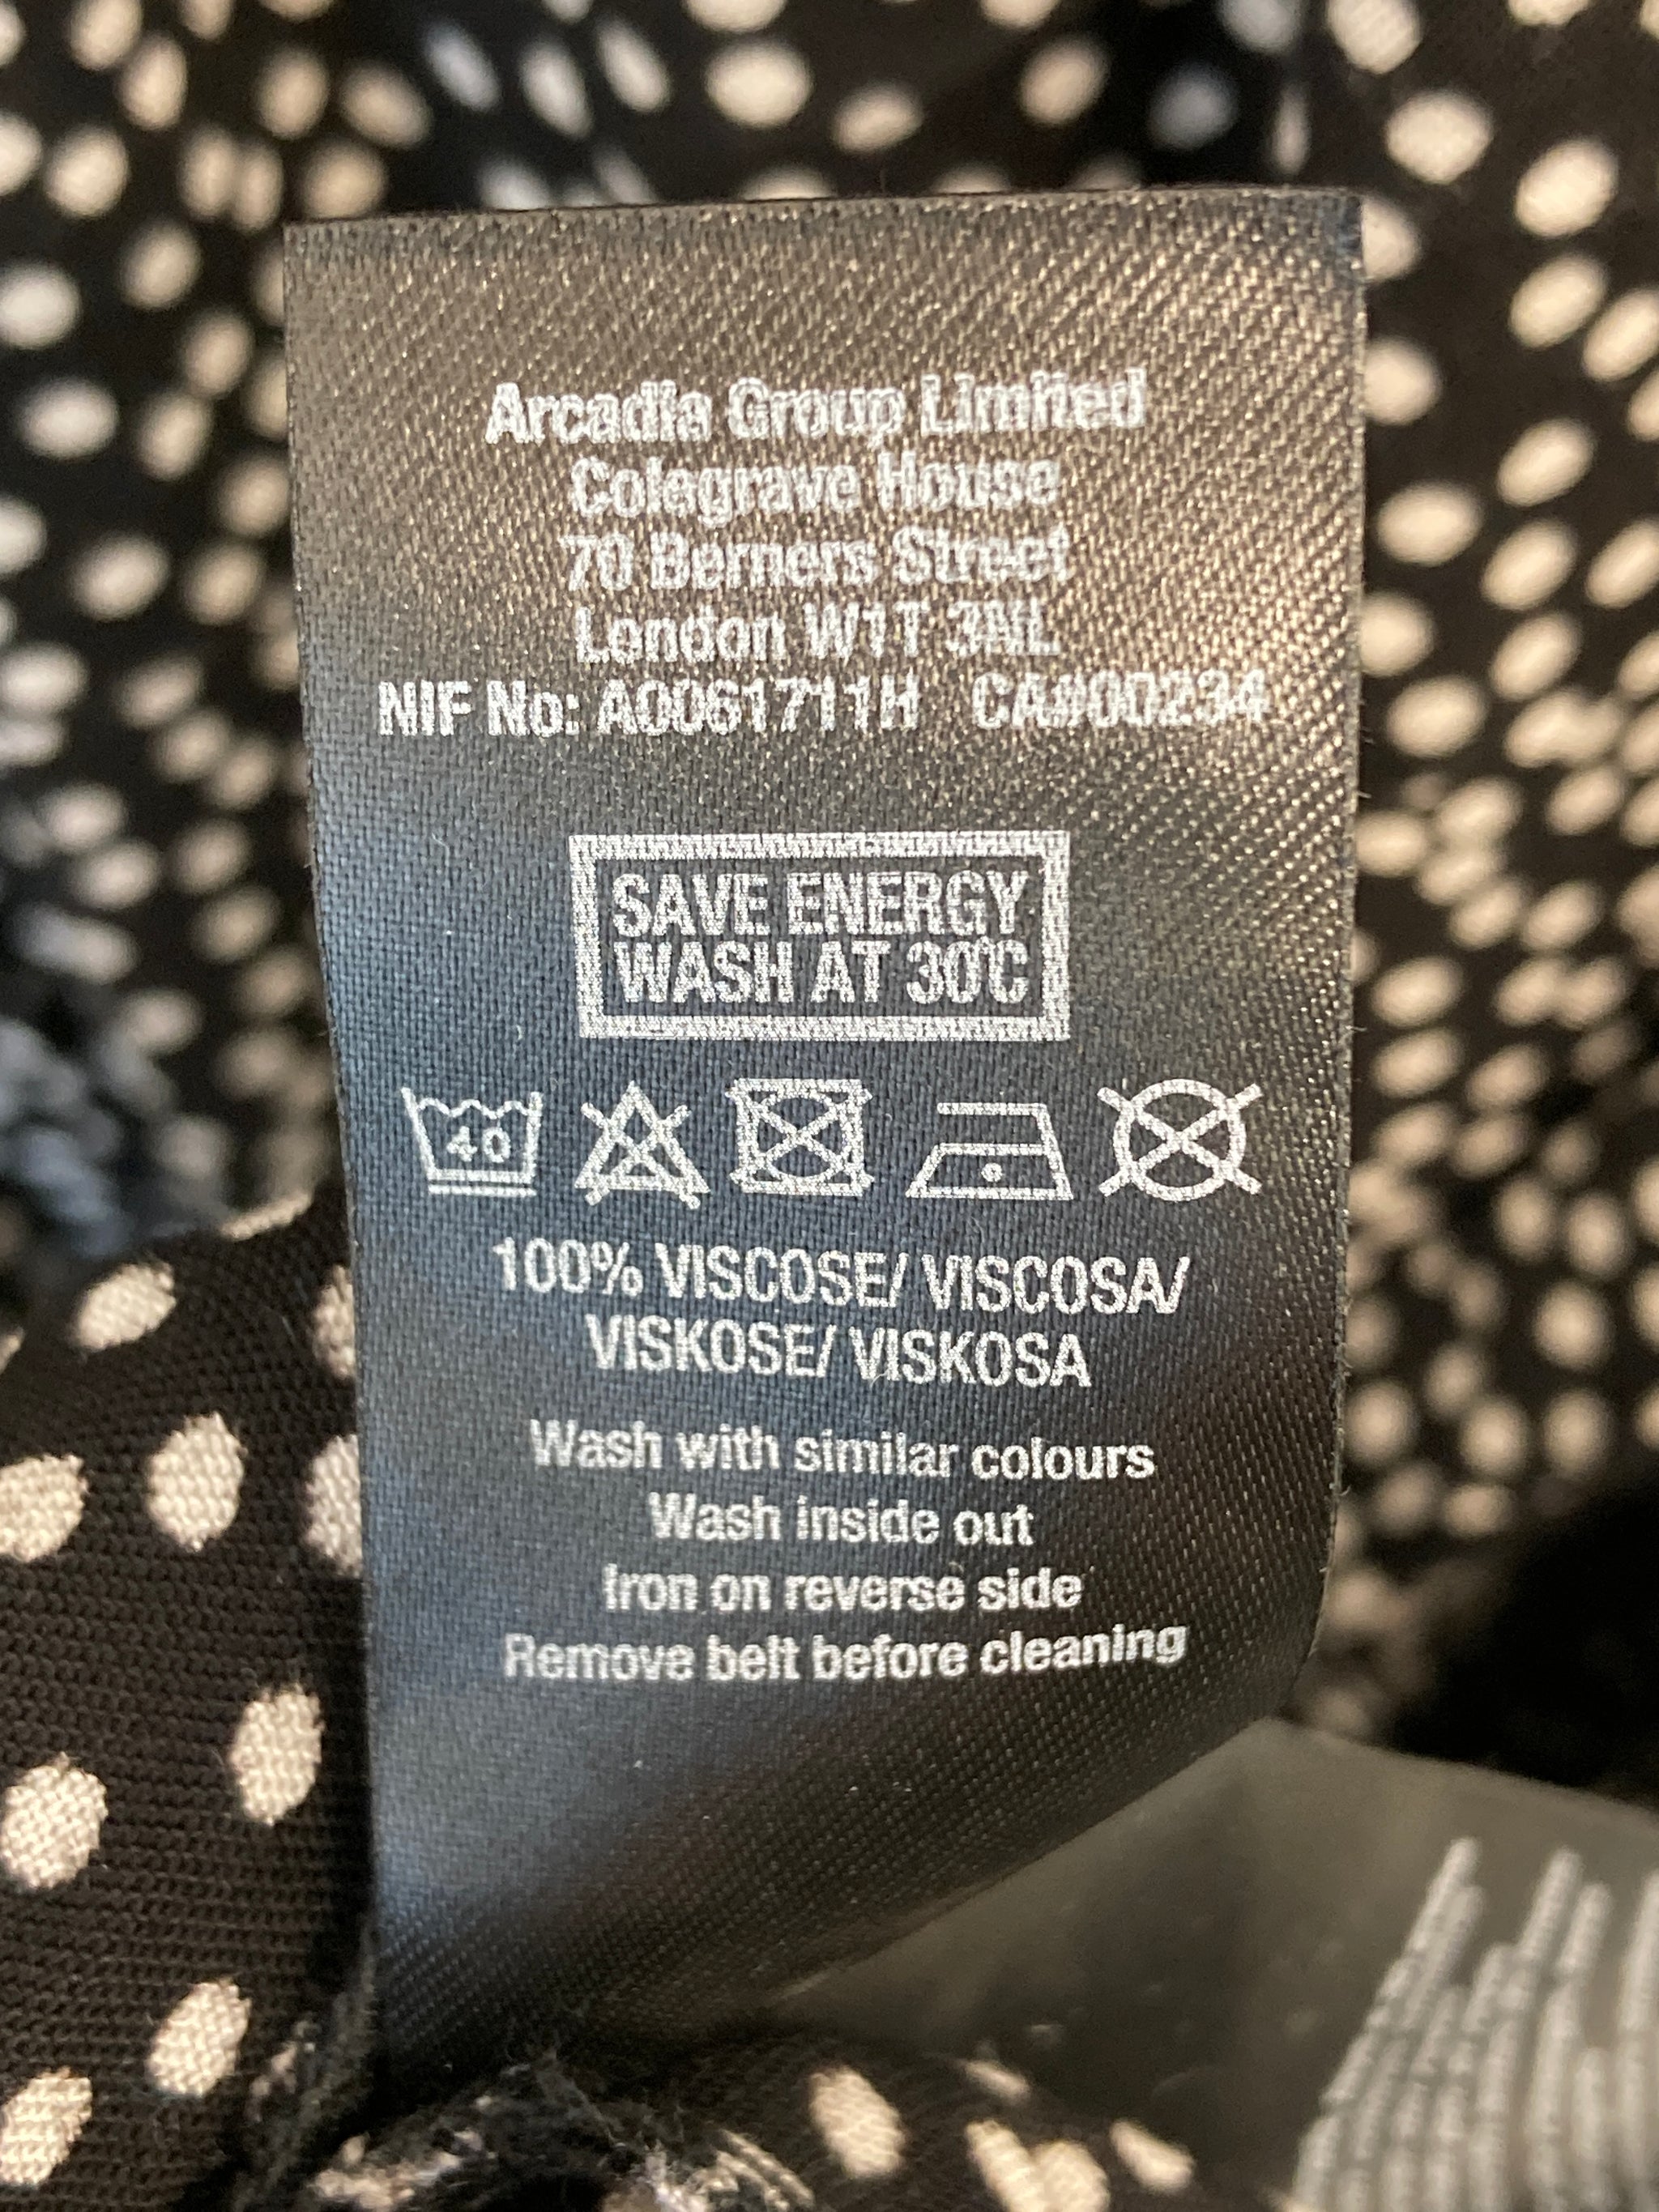 Arcadia Group Limited
Colegrave House
70 Berners Street
London W1T 3NL
NIF No: A0061711H CA#00234
SAVE ENERGY
WASH AT 30°C
40
100% VISCOSE/ VISCOSA/
VISKOSE/ VISKOSA
Wash with similar colours
Wash inside out
Iron on reverse side
Remove belt before cleaning